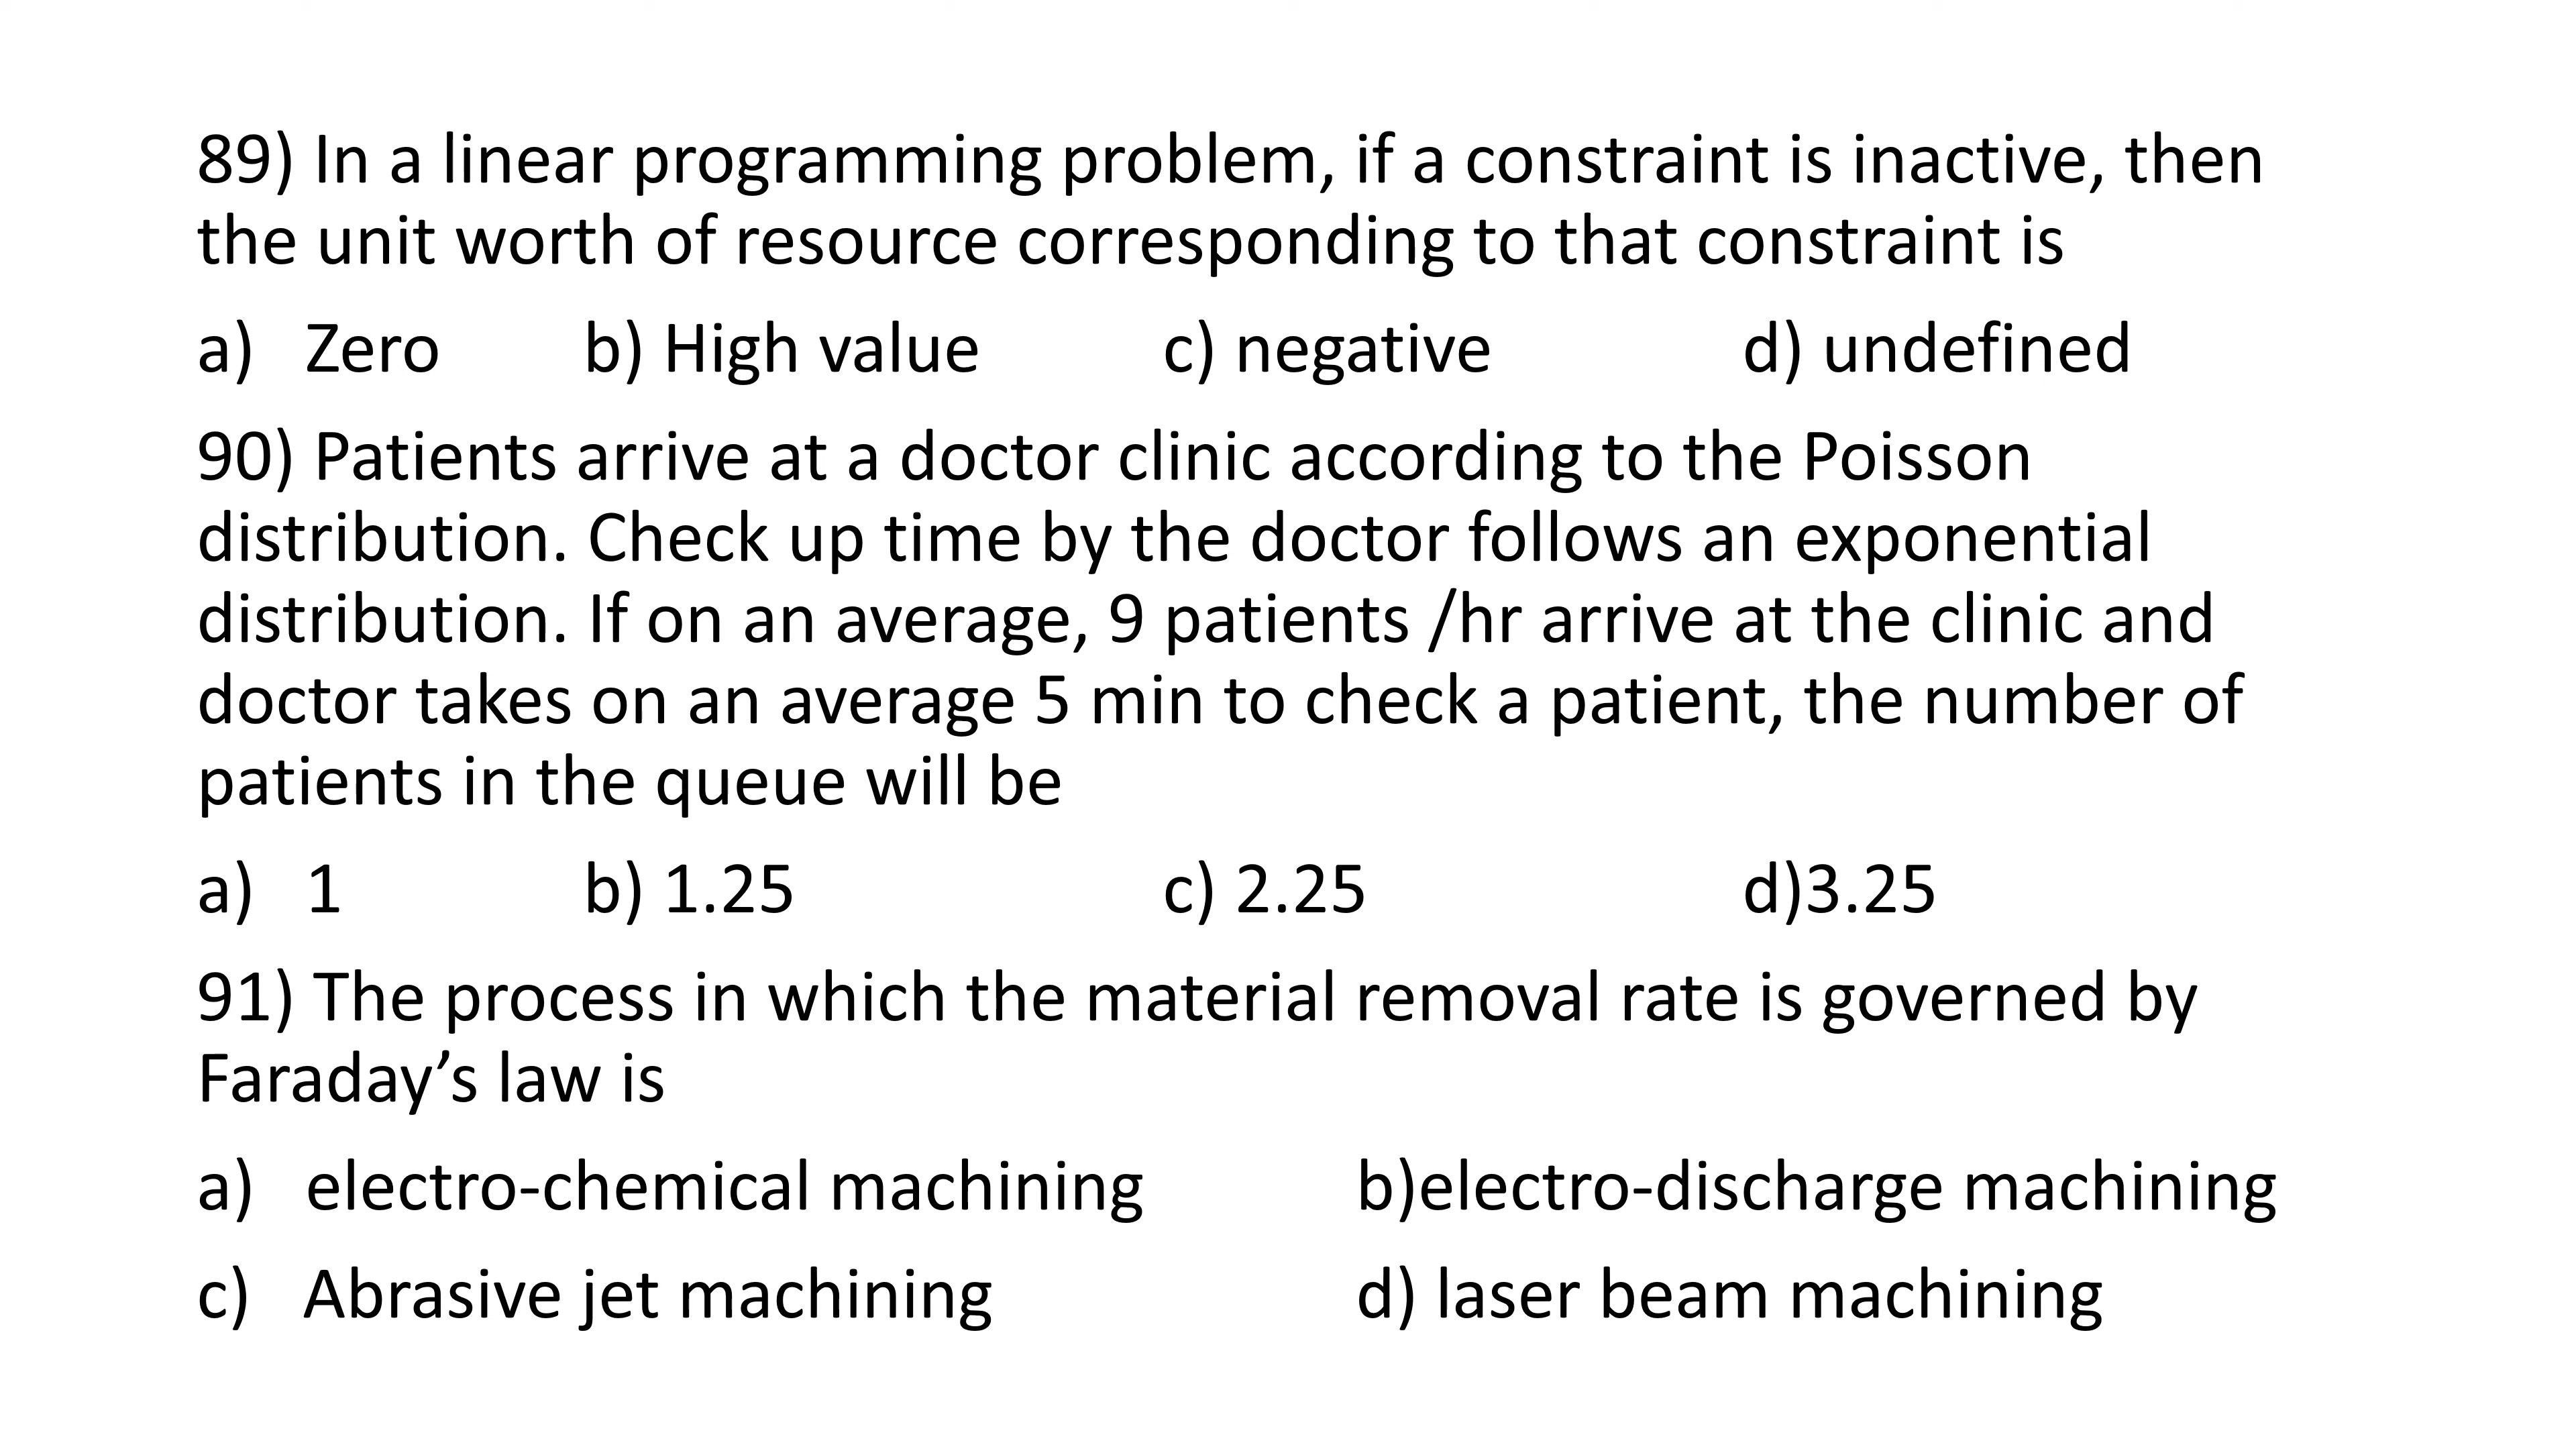 89) In a linear programming problem, if a constraint is inactive, then
the unit worth of resource corresponding to that constraint is
a) Zero b) High value c) negative d) undefined
90) Patients arrive at a doctor clinic according to the Poisson
distribution. Check up time by the doctor follows an exponential
distribution. If on an average, 9 patients /hr arrive at the clinic and
doctor takes on an average 5 min to check a patient, the number of
patients in the queue will be
a) 1 b) 1.25 c) 2.25 d)3.25
91) The process in which the material removal rate is governed by
Faraday’s law is
a) electro-chemical machining b)electro-discharge machining
c) Abrasive jet machining d) laser beam machining